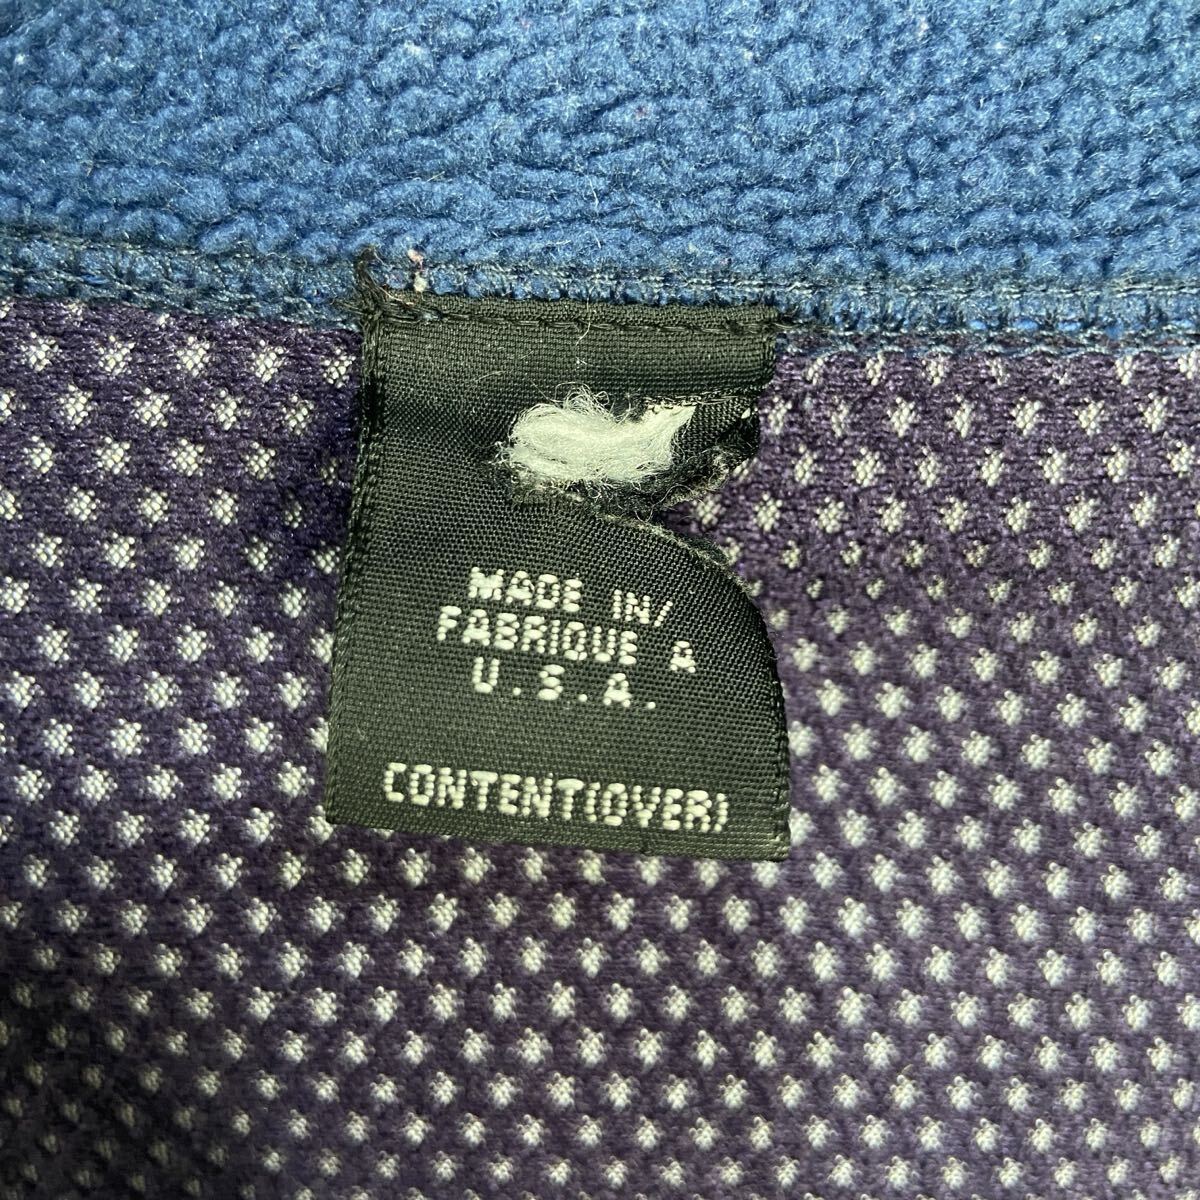 MADE IN/
FABRIQUE A
U.S.A.
CONTENT(OVER)